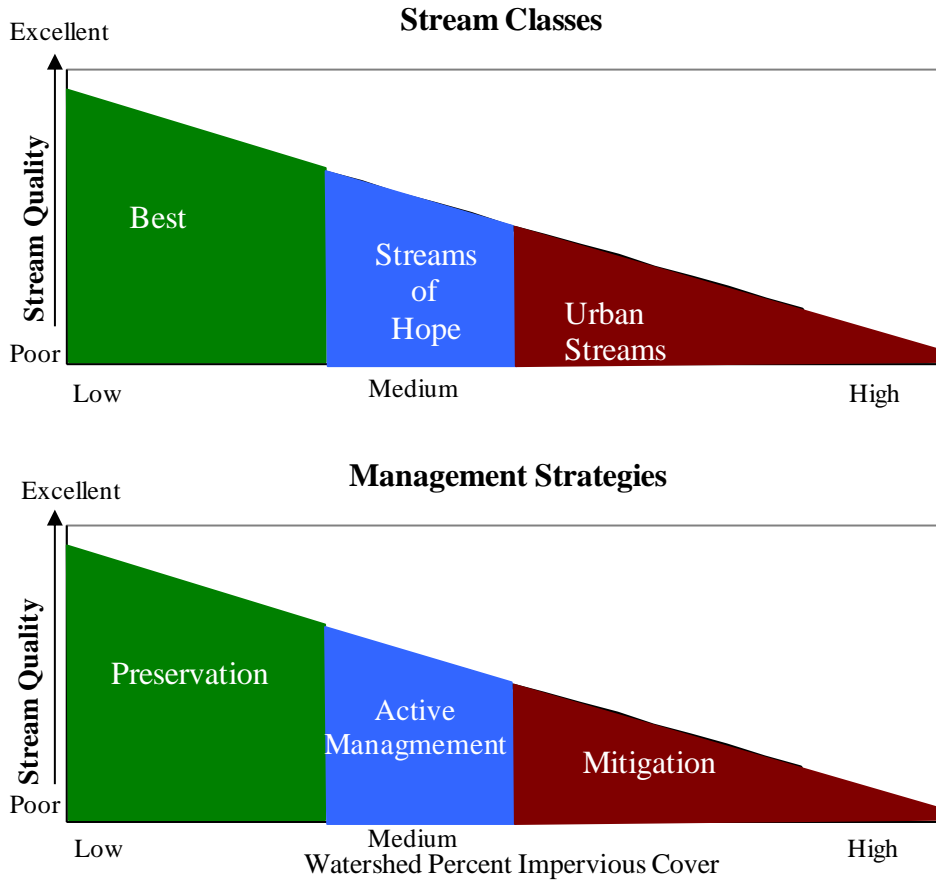 Stream Classes
Excellent
Stream Quality
Best
Streams
of
Hope
Urban
Streams
Poor
Low
Medium
High
Management Strategies
Excellent
Stream Quality
Preservation
Active
Managmement
Mitigation
Poor
Low
Medium
High
Watershed Percent Impervious Cover